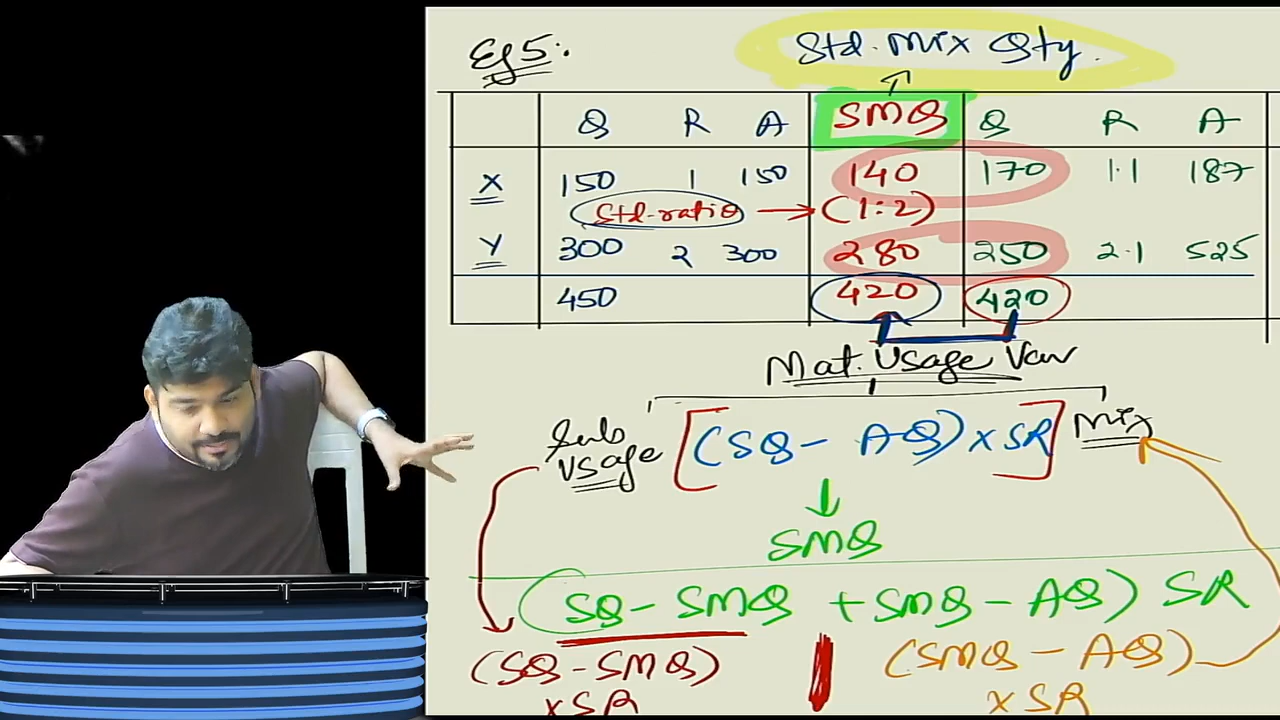 Eg 5:. Std. Mix Qty.
Q R A SMQ Q R A
X 150 1 150 140 170 1.1 187
Std-ratio → (1:2)
Y 300 2 300 280 250 2.1 525
450 420 420
Mat. Usage Var
Sub Usage [(SQ - AQ) x SR] Mix
↓
SMQ
(SQ - SMQ + SMQ - AQ) SR
(SQ - SMQ) (SMQ - AQ)
x SR x SR